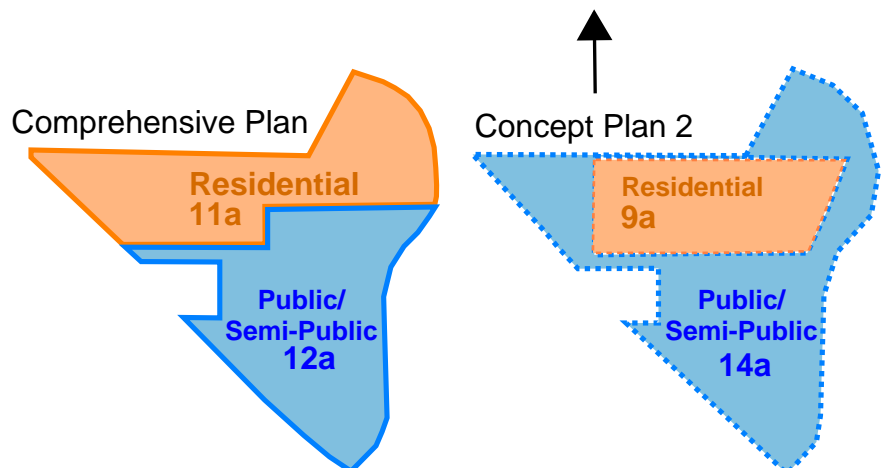 Comprehensive Plan
Residential
11a
Public/
Semi-Public
12a
Concept Plan 2
Residential
9a
Public/
Semi-Public
14a